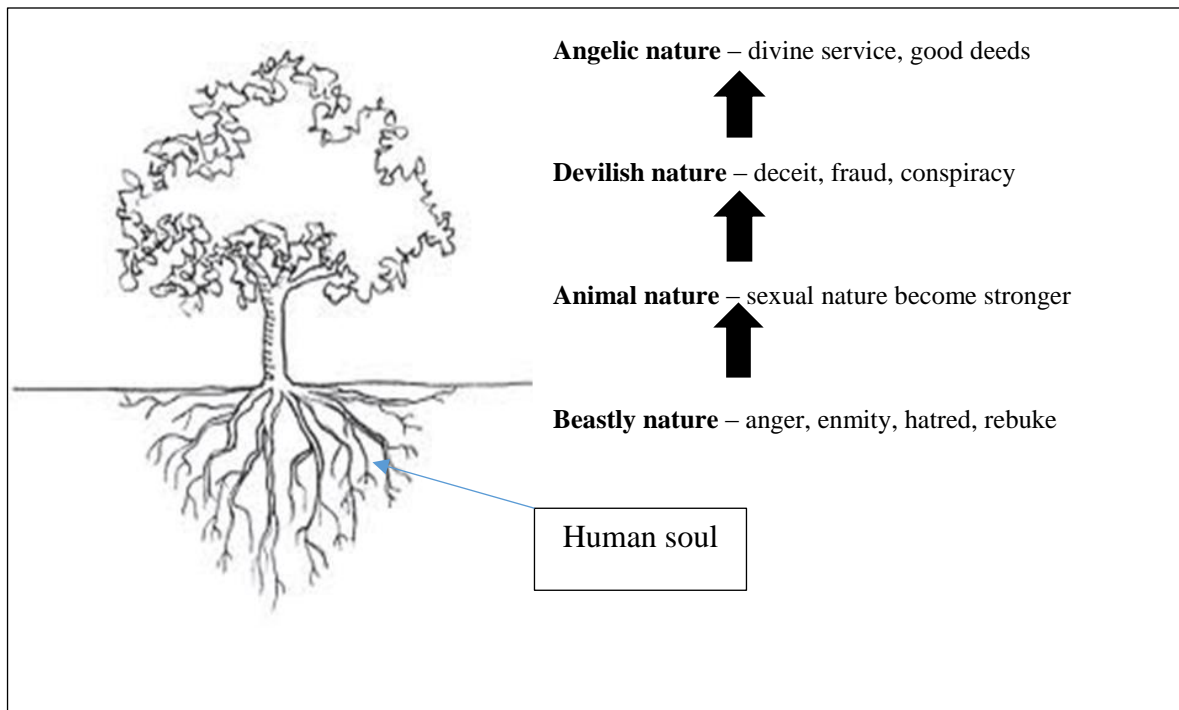 Angelic nature – divine service, good deeds
Devilish nature – deceit, fraud, conspiracy
Animal nature – sexual nature become stronger
Beastly nature – anger, enmity, hatred, rebuke
Human soul